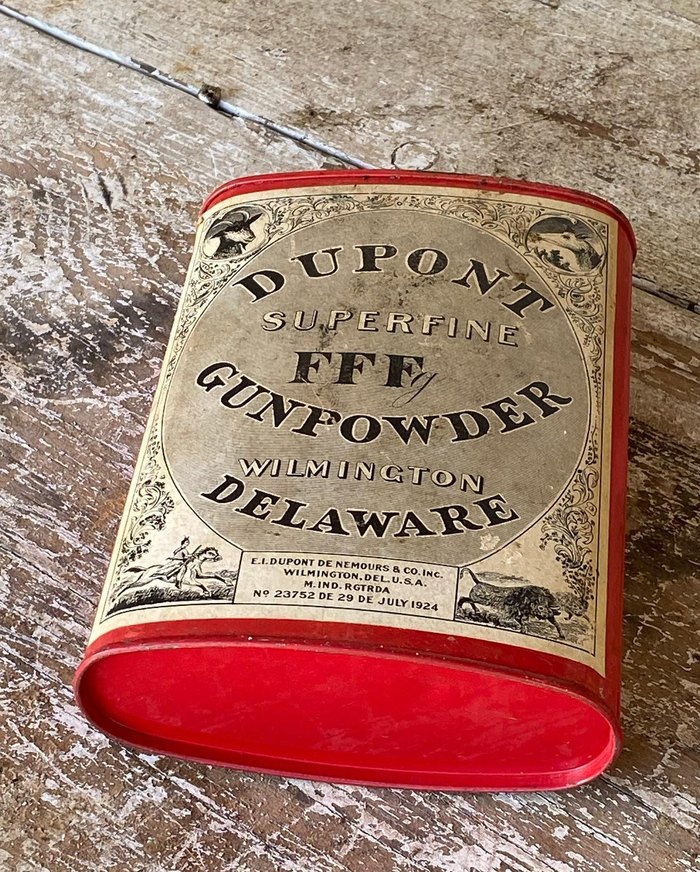 DUPONT
SUPERFINE
FFFg
GUNPOWDER
WILMINGTON
DELAWARE
E.I.DUPONT DE NEMOURS & CO. INC.
WILMINGTON, DEL. U.S.A.
M. IND. RGTRDA
Nº 23752 DE 29 DE JULY 1924